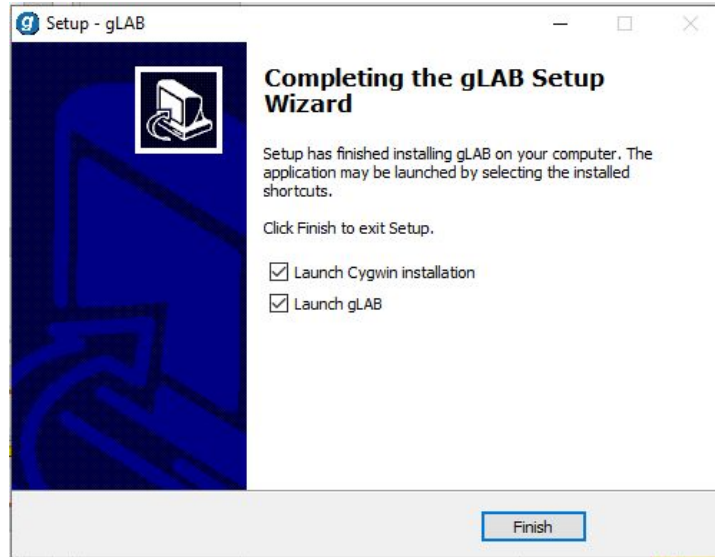 Setup - gLAB
Completing the gLAB Setup
Wizard
Setup has finished installing gLAB on your computer. The
application may be launched by selecting the installed
shortcuts.
Click Finish to exit Setup.
Launch Cygwin installation
Launch gLAB
Finish